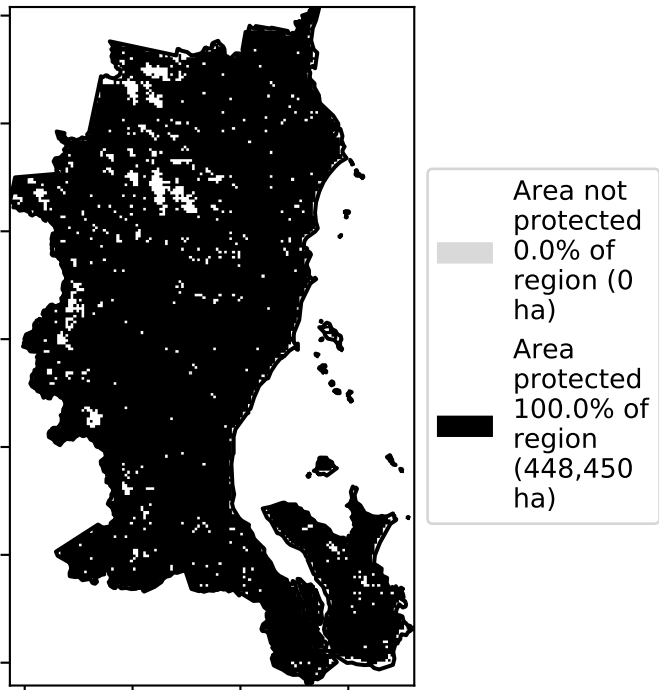 Area not
protected
0.0% of
region (0
ha)
Area
protected
100.0% of
region
(448,450
ha)